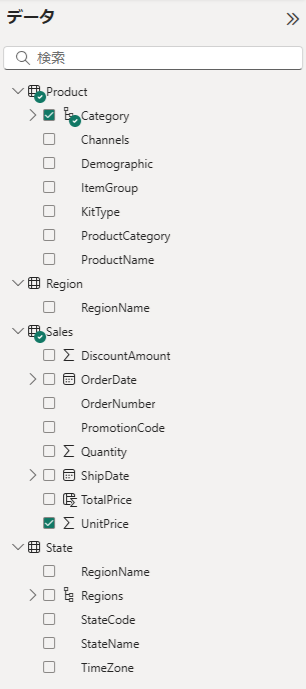 データ
検索
Product
Category
Channels
Demographic
ItemGroup
KitType
ProductCategory
ProductName
Region
RegionName
Sales
DiscountAmount
OrderDate
OrderNumber
PromotionCode
Quantity
ShipDate
TotalPrice
UnitPrice
State
RegionName
Regions
StateCode
StateName
TimeZone